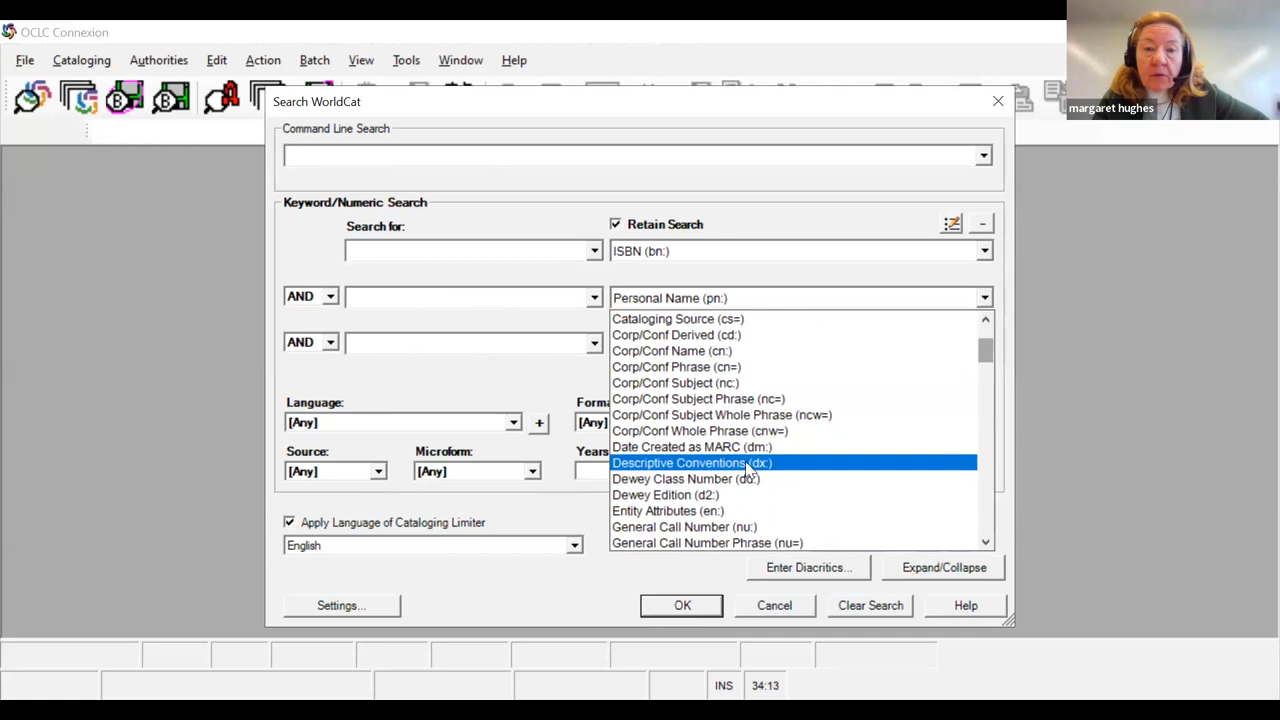 OCLC Connexion
File Cataloging Authorities Edit Action Batch View Tools Window Help
margaret hughes
Search WorldCat
Command Line Search
Keyword/Numeric Search
Search for:
Retain Search
ISBN (bn:)
AND
Personal Name (pn:)
Cataloging Source (cs=)
Corp/Conf Derived (cd:)
AND
Corp/Conf Name (cn:)
Corp/Conf Phrase (cn=)
Corp/Conf Subject (nc:)
Corp/Conf Subject Phrase (nc=)
Corp/Conf Subject Whole Phrase (ncw=)
Corp/Conf Whole Phrase (cnw=)
Date Created as MARC (dm:)
Descriptive Conventions (dx:)
Dewey Class Number (dd:)
Dewey Edition (d2:)
Entity Attributes (en:)
General Call Number (nu:)
General Call Number Phrase (nu=)
Language:
[Any]
[Any]
Source: Microform: Years
[Any] [Any]
Apply Language of Cataloging Limiter
English
Enter Diacritics... Expand/Collapse
Settings... OK Cancel Clear Search Help
INS 34:13